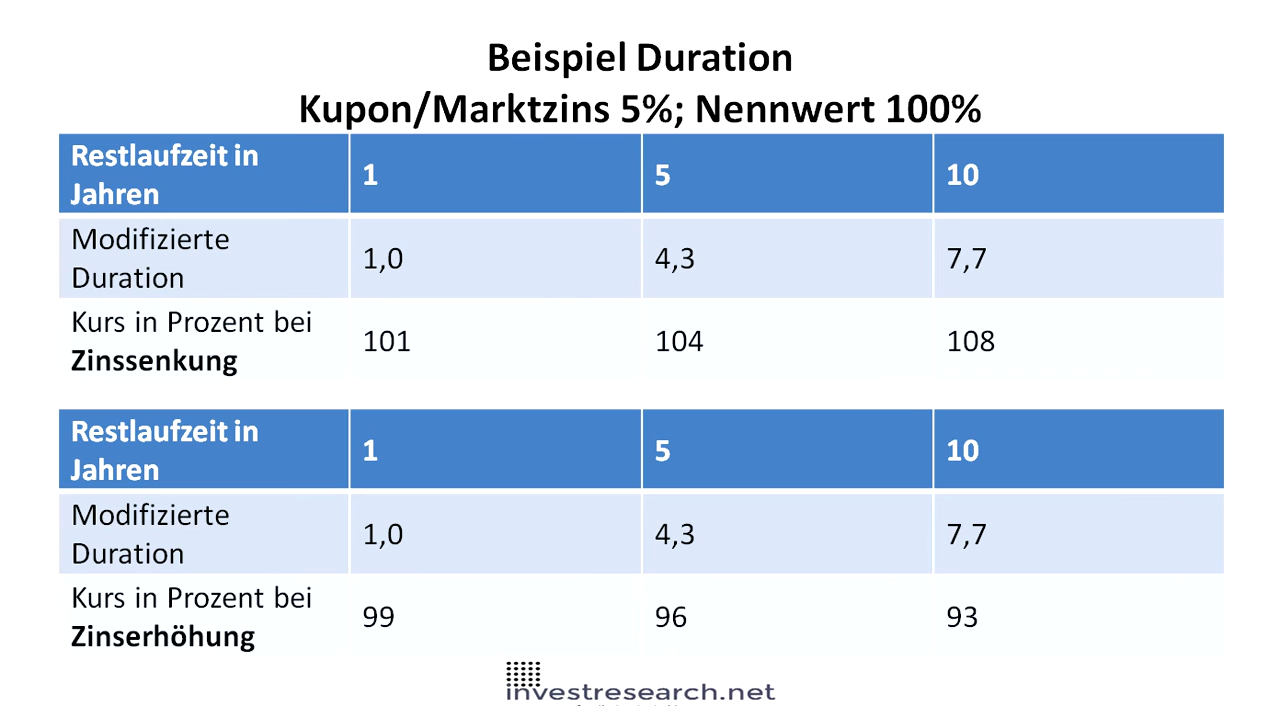 Beispiel Duration
Kupon/Marktzins 5%; Nennwert 100%
Restlaufzeit in
Jahren
1
5
10
Modifizierte
Duration
1,0
4,3
7,7
Kurs in Prozent bei
Zinssenkung
101
104
108
Restlaufzeit in
Jahren
1
5
10
Modifizierte
Duration
1,0
4,3
7,7
Kurs in Prozent bei
Zinserhöhung
99
96
93
investresearch.net